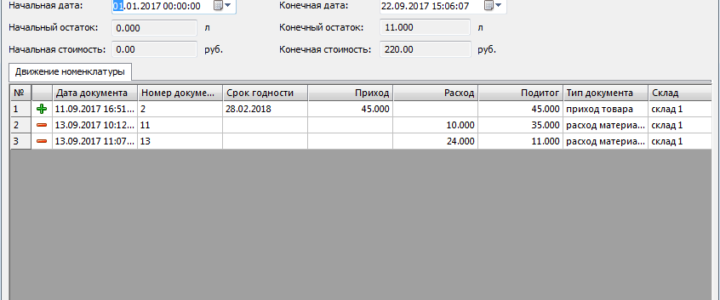 Начальная дата: 01.01.2017 00:00:00 Конечная дата: 22.09.2017 15:06:07
Начальный остаток: 0.000 л Конечный остаток: 11.000 л
Начальная стоимость: 0.00 руб. Конечная стоимость: 220.00 руб.
Движение номенклатуры
№ Дата документа Номер докуме... Срок годности Приход Расход Подитог Тип документа Склад
1 11.09.2017 16:51... 2 28.02.2018 45.000 45.000 приход товара склад 1
2 13.09.2017 10:12... 11 10.000 35.000 расход материа... склад 1
3 13.09.2017 11:07... 13 24.000 11.000 расход материа... склад 1